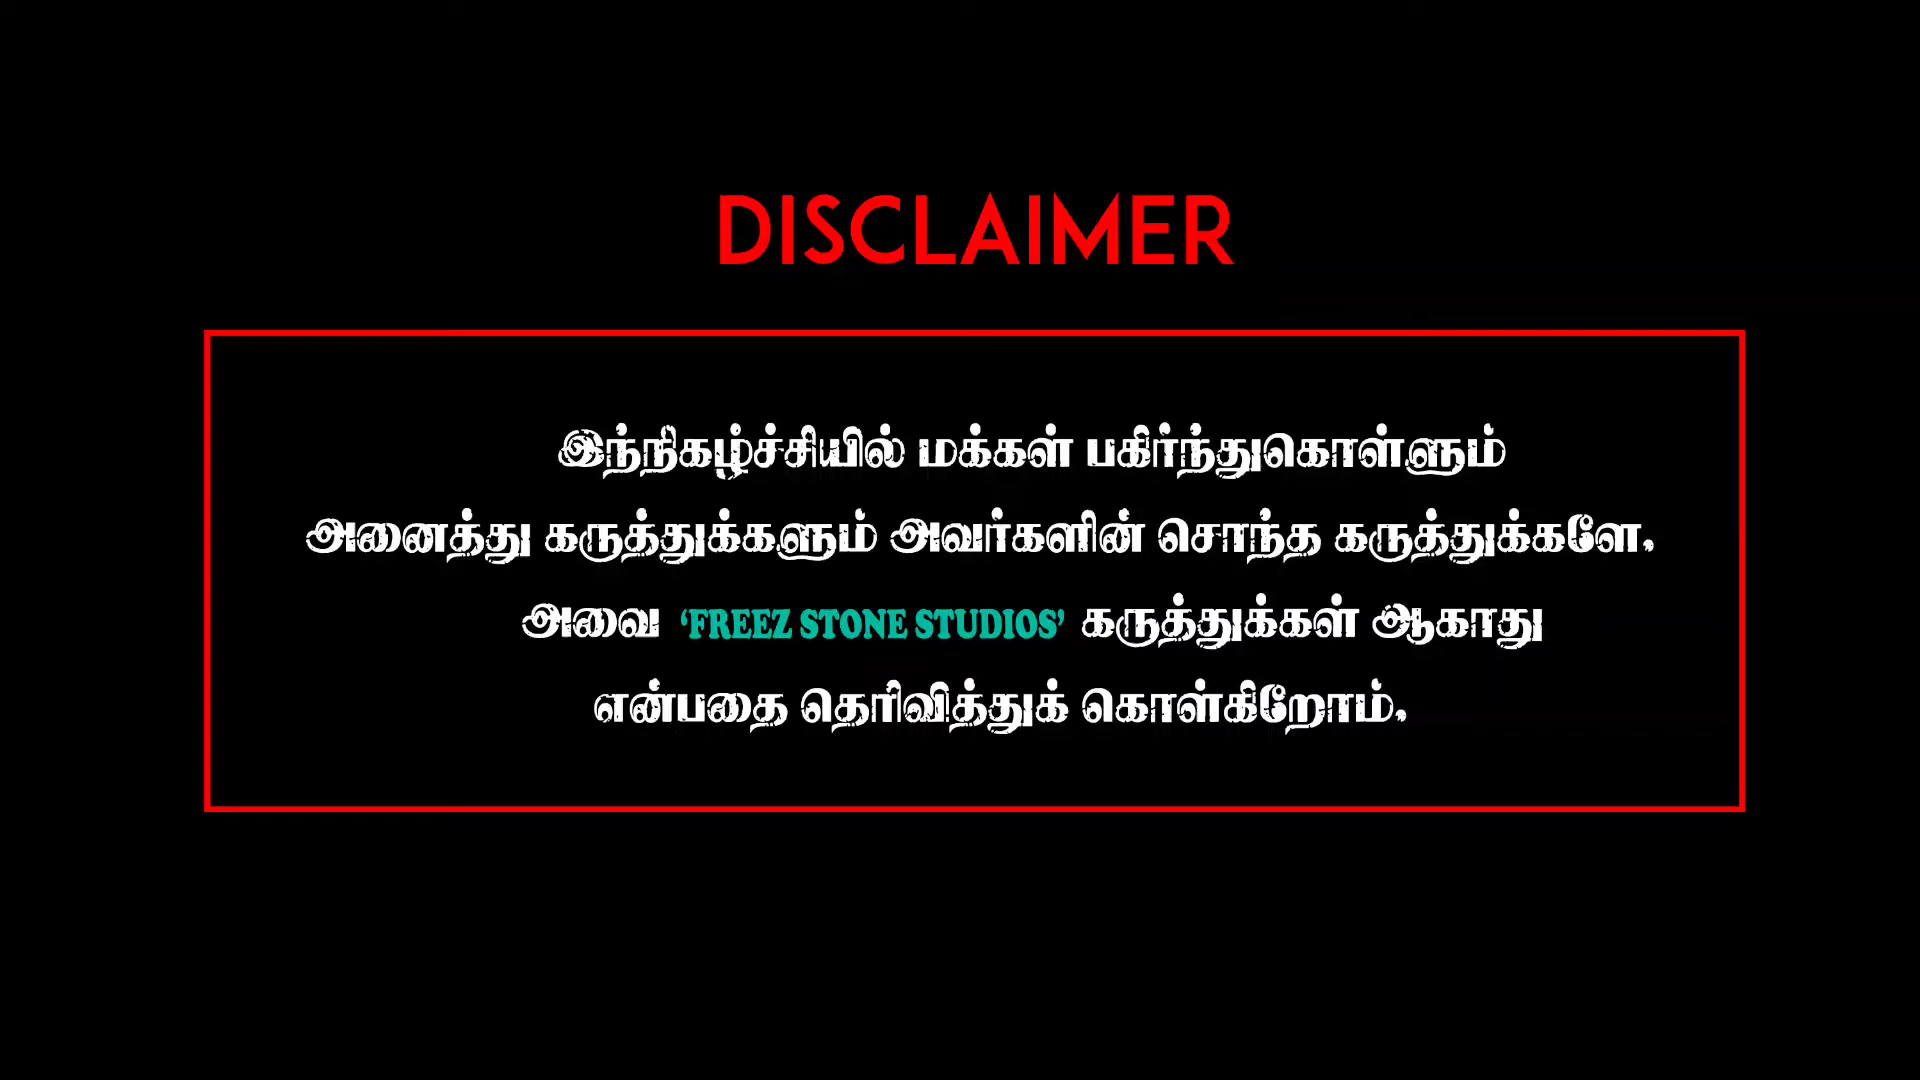 DISCLAIMER
இந்நிகழ்ச்சியில் மக்கள் பகிர்ந்துகொள்ளும்
அனைத்து கருத்துக்களும் அவர்களின் சொந்த கருத்துக்களே.
அவை ‘FREEZ STONE STUDIOS’ கருத்துக்கள் ஆகாது
என்பதை தெரிவித்துக் கொள்கிறோம்.